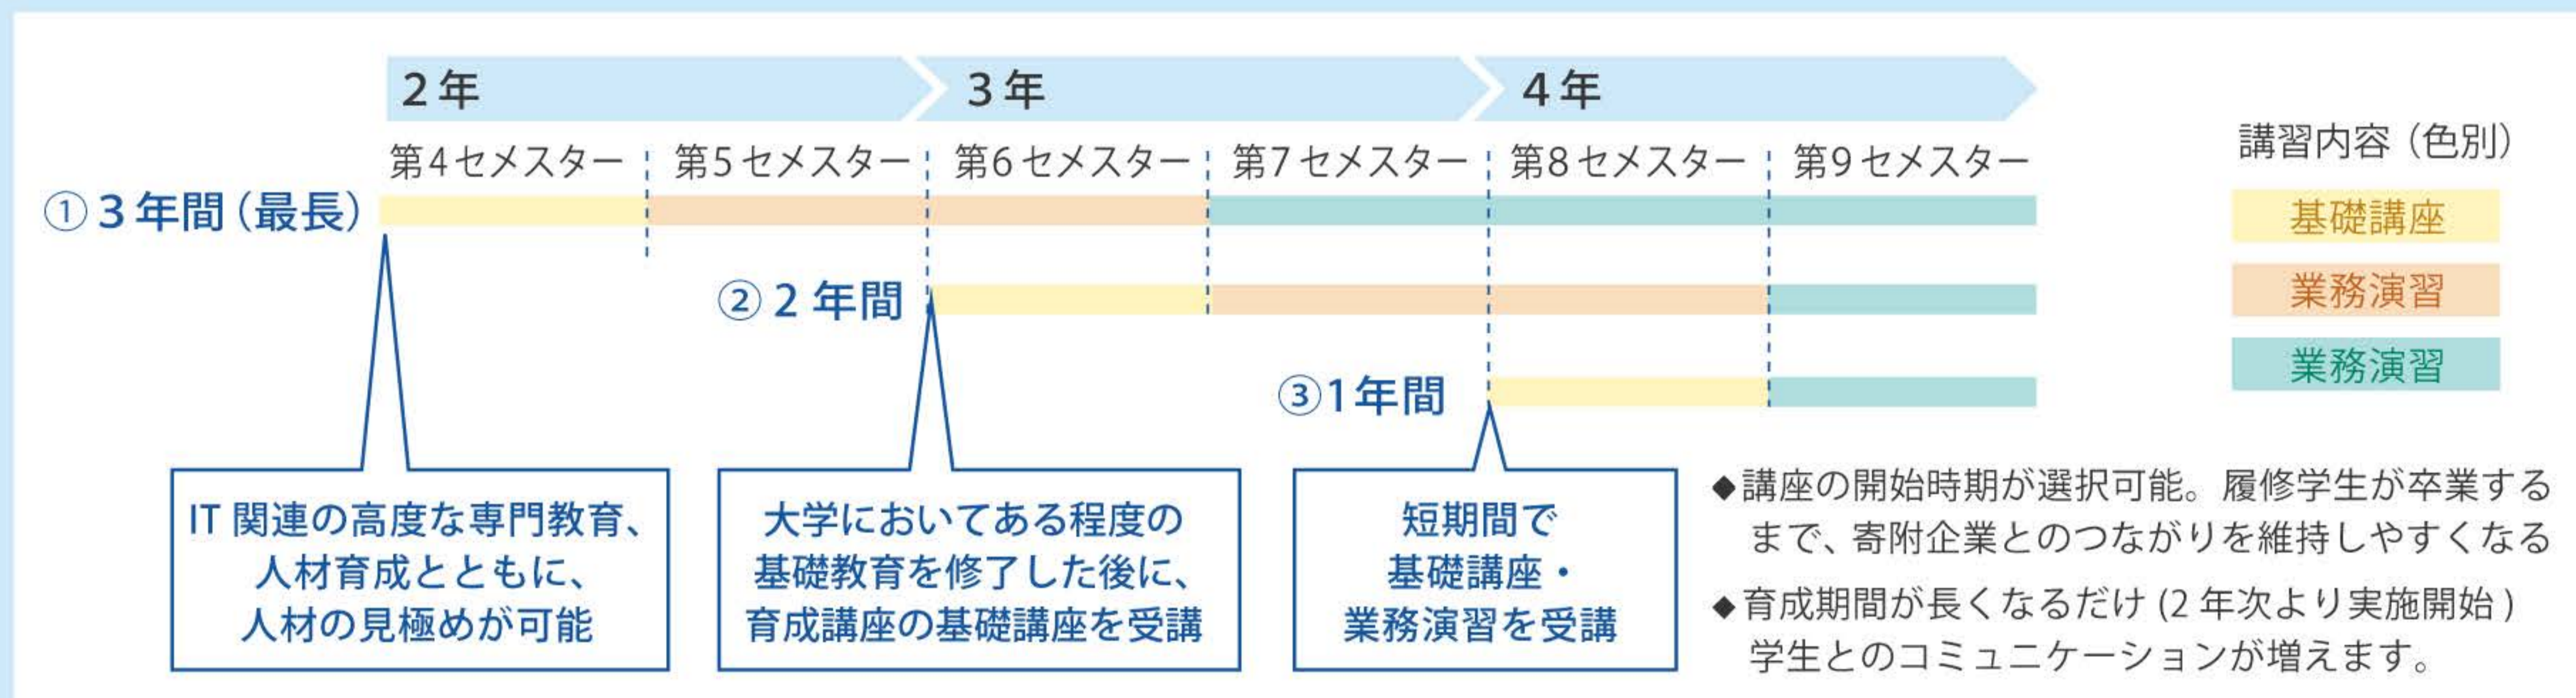 2年
3年
4年
第4セメスター
第5セメスター
第6セメスター
第7セメスター
第8セメスター
第9セメスター
①3年間(最長)
②2年間
③1年間
講習内容(色別)
基礎講座
業務演習
業務演習
IT関連の高度な専門教育、
人材育成とともに、
人材の見極めが可能
大学においてある程度の
基礎教育を修了した後に、
育成講座の基礎講座を受講
短期間で
基礎講座・
業務演習を受講
◆講座の開始時期が選択可能。履修学生が卒業する
まで、寄附企業とのつながりを維持しやすくなる
◆育成期間が長くなるだけ(2年次より実施開始)
学生とのコミュニケーションが増えます。